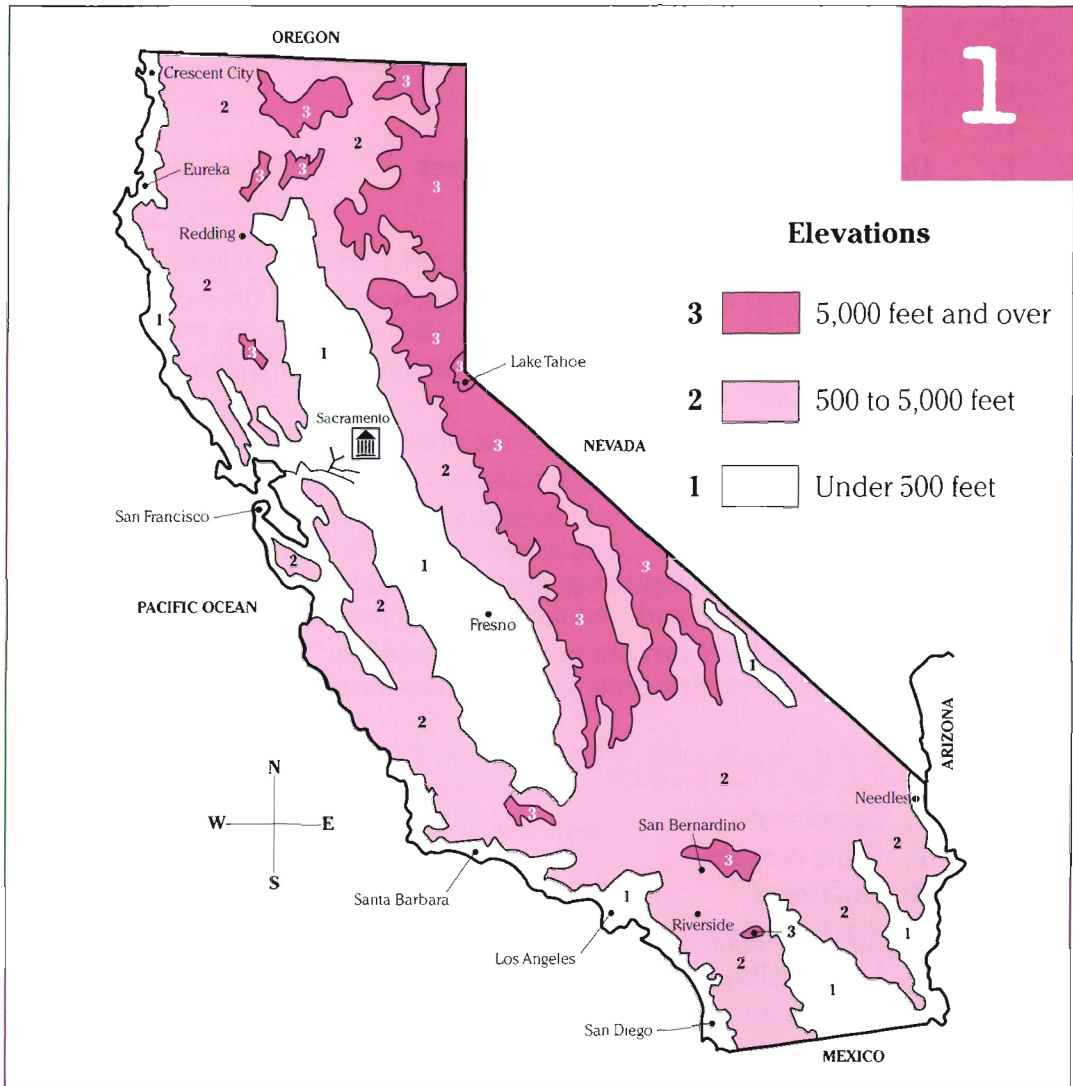 OREGON
1
Crescent City
2
3
3
2
Eureka
3
3
3
Redding
Elevations
2
3 5,000 feet and over
1
1
3
3
3
Lake Tahoe
2 500 to 5,000 feet
Sacramento
NEVADA
3
2
1 Under 500 feet
San Francisco
2
1
3
PACIFIC OCEAN
2
3
Fresno
1
2
ARIZONA
N
W E
S
2
Needles
3
San Bernardino
2
3
Santa Barbara
1
2
Riverside
3
1
Los Angeles
2
1
San Diego
MEXICO